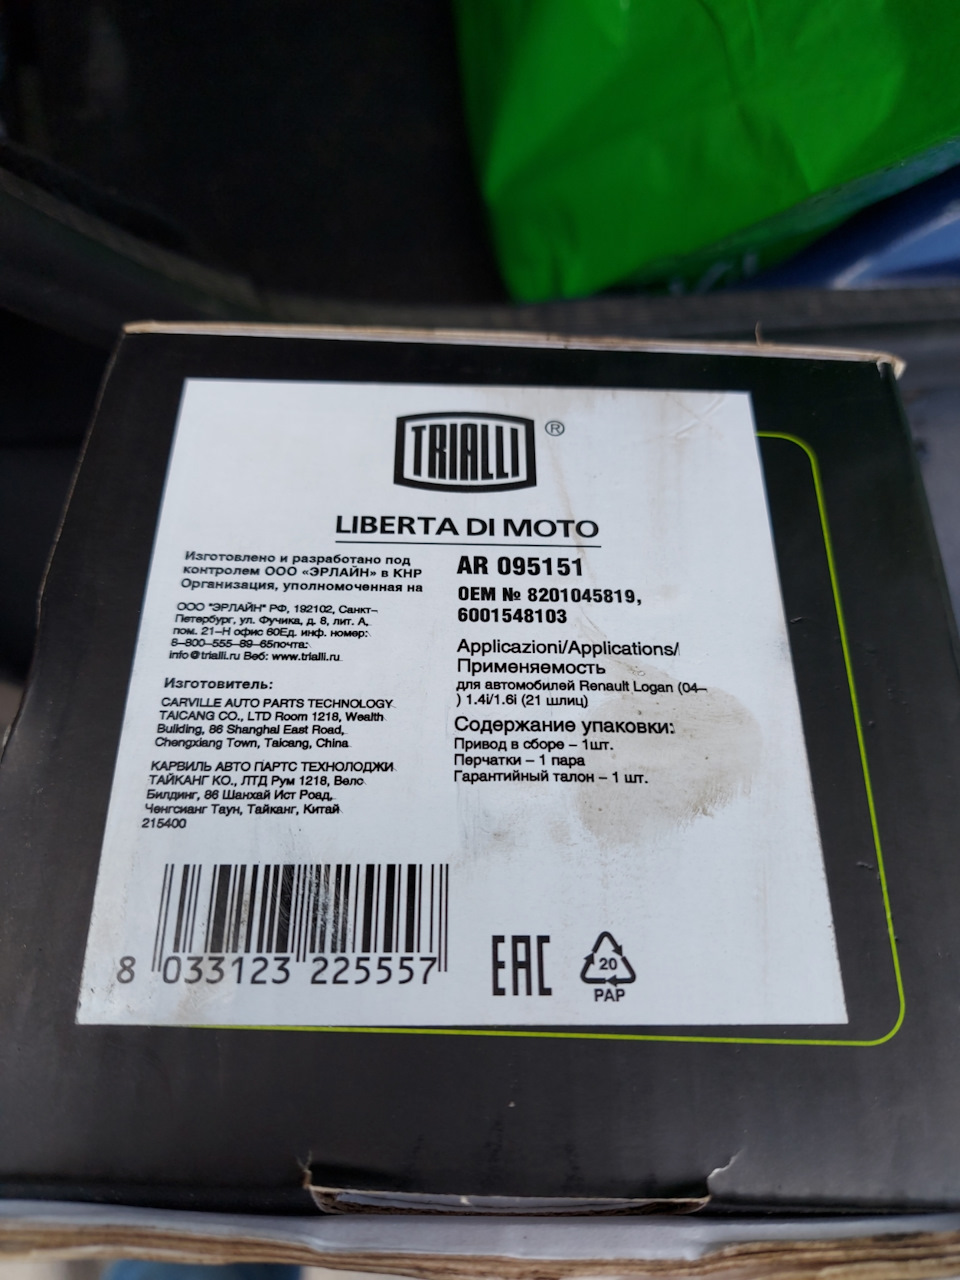 TRIALLI ®
LIBERTA DI MOTO
Изготовлено и разработано под
контролем ООО «ЭРЛАЙН» в КНР
Организация, уполномоченная на
ООО "ЭРЛАЙН" РФ, 192102, Санкт–
Петербург, ул. Фучика, д. 8, лит. А,
пом. 21–Н офис 60Ед. инф. номер:
8–800–555–89–65почта:
info@trialli.ru Веб: www.trialli.ru
Изготовитель:
CARVILLE AUTO PARTS TECHNOLOGY
TAICANG CO., LTD Room 1218, Wealth
Building, 86 Shanghai East Road,
Chengxiang Town, Taicang, China
КАРВИЛЬ АВТО ПАРТС ТЕХНОЛОДЖИ
ТАЙКАНГ КО., ЛТД Рум 1218, Велс
Билдинг, 86 Шанхай Ист Роад,
Ченгсианг Таун, Тайканг, Китай
215400
AR 095151
OEM № 8201045819,
6001548103
Applicazioni/Applications/
Применяемость
для автомобилей Renault Logan (04–
) 1.4i/1.6i (21 шлиц)
Содержание упаковки:
Привод в сборе – 1шт.
Перчатки – 1 пара
Гарантийный талон – 1 шт.
8 033123 225557
EAC
20
PAP